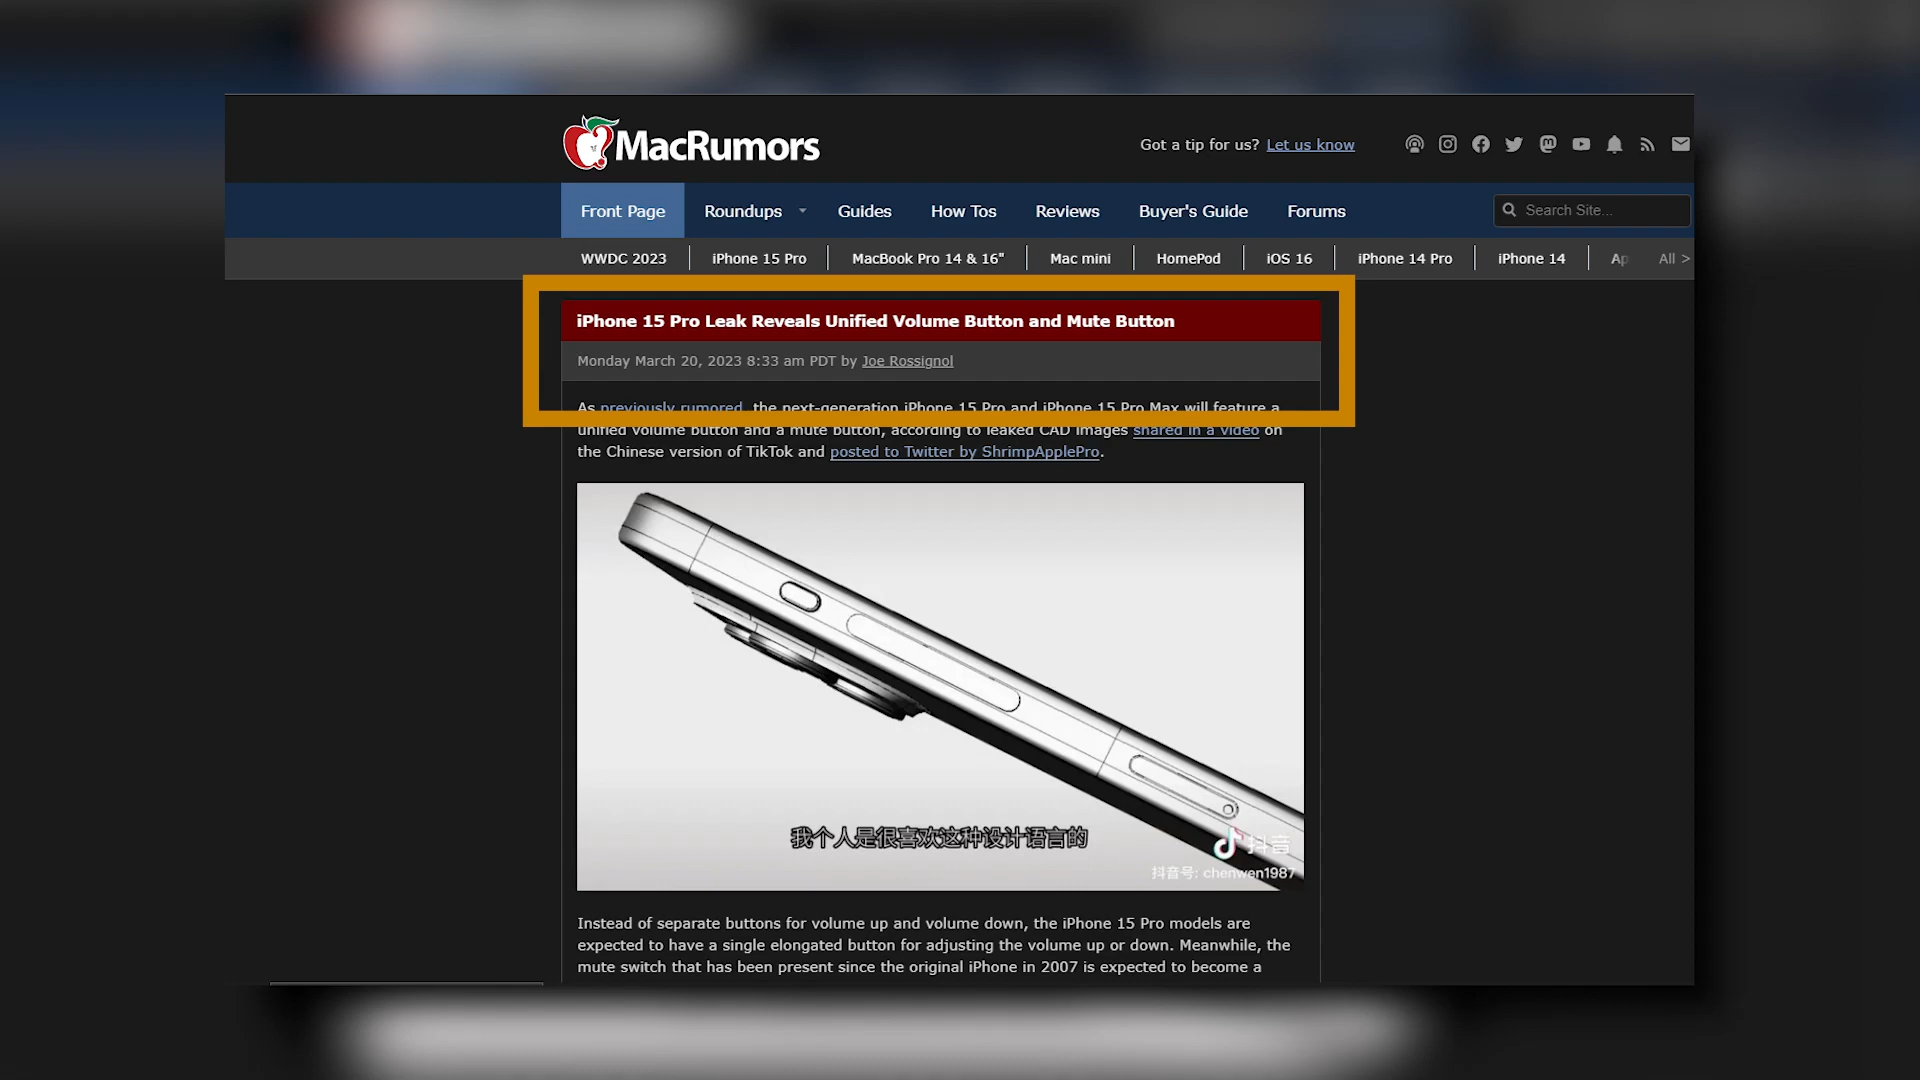 MacRumors
Got a tip for us? Let us know
Front Page Roundups Guides How Tos Reviews Buyer's Guide Forums Search Site...
WWDC 2023 iPhone 15 Pro MacBook Pro 14 & 16" Mac mini HomePod iOS 16 iPhone 14 Pro iPhone 14 Ap All >
iPhone 15 Pro Leak Reveals Unified Volume Button and Mute Button
Monday March 20, 2023 8:33 am PDT by Joe Rossignol
As previously rumored, the next-generation iPhone 15 Pro and iPhone 15 Pro Max will feature a
unified volume button and a mute button, according to leaked CAD images shared in a video on
the Chinese version of TikTok and posted to Twitter by ShrimpApplePro.
我个人是很喜欢这种设计语言的
抖音
抖音号: chenwen1987
Instead of separate buttons for volume up and volume down, the iPhone 15 Pro models are
expected to have a single elongated button for adjusting the volume up or down. Meanwhile, the
mute switch that has been present since the original iPhone in 2007 is expected to become a